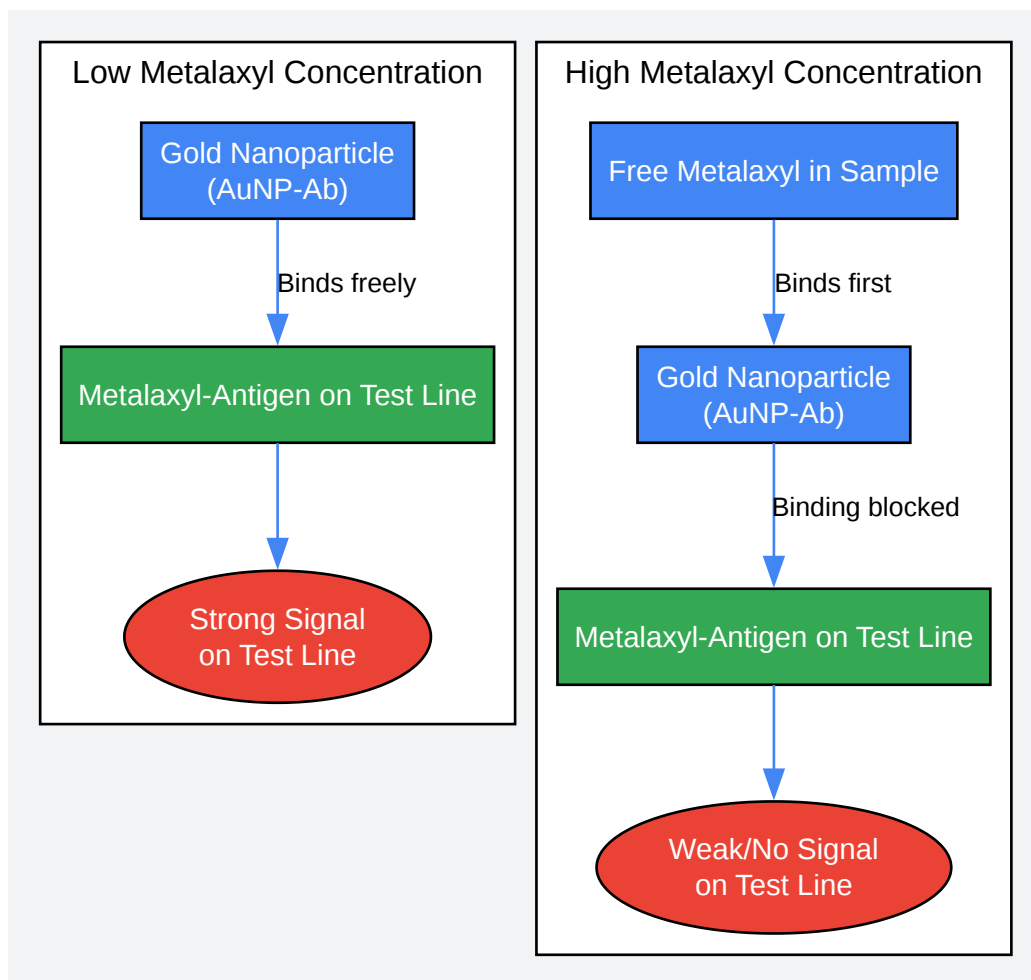 Low Metalaxyl Concentration
Gold Nanoparticle
(AuNP-Ab)
Binds freely
Metalaxyl-Antigen on Test Line
Strong Signal
on Test Line
High Metalaxyl Concentration
Free Metalaxyl in Sample
Binds first
Gold Nanoparticle
(AuNP-Ab)
Binding blocked
Metalaxyl-Antigen on Test Line
Weak/No Signal
on Test Line